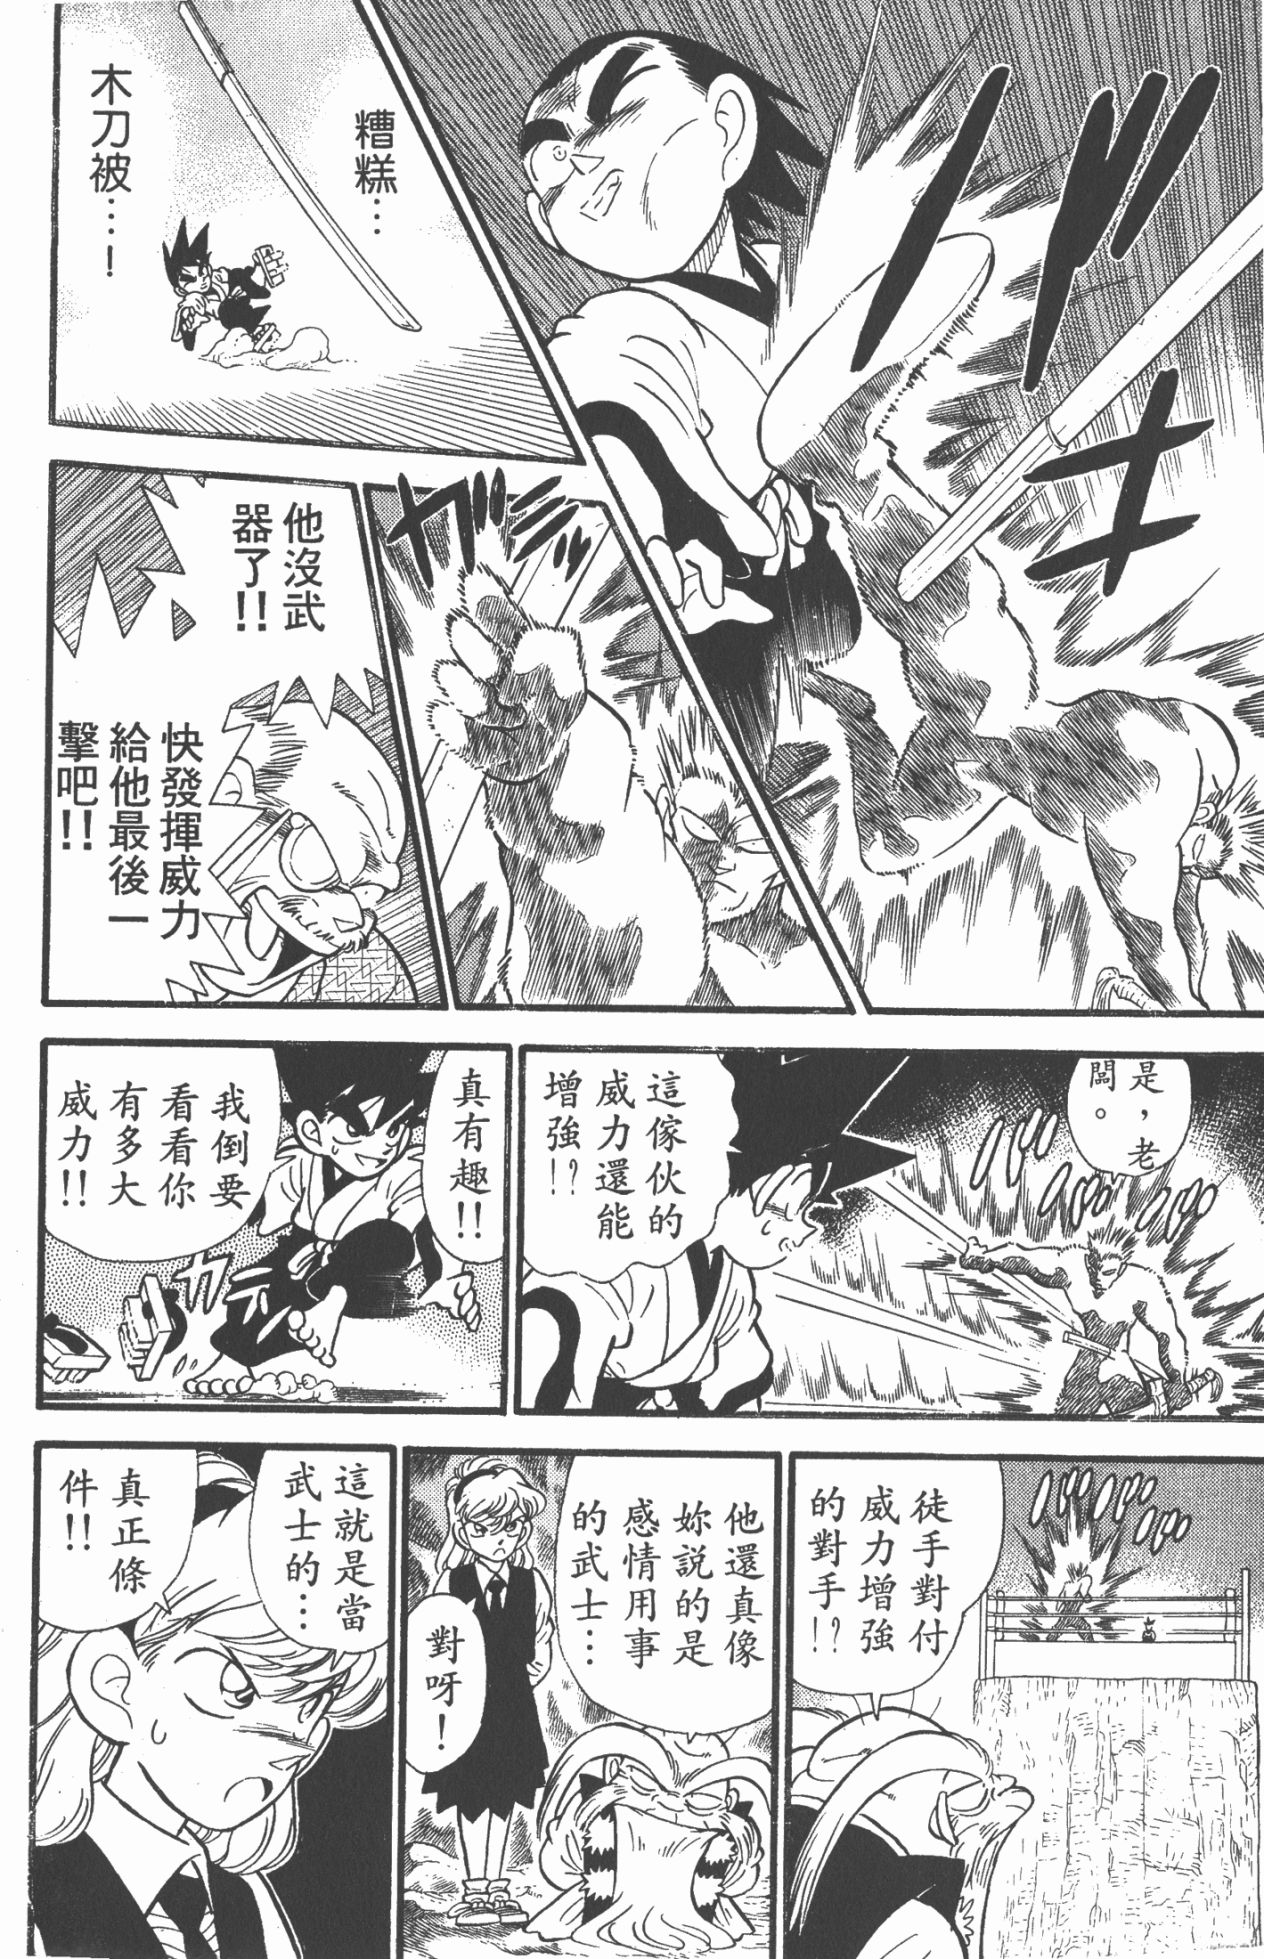 糟糕…
木刀被…！
他沒武
器了!!
快發揮威力
給他最後一
擊吧!!
是，老
闆。
這傢伙的
威力還能
增強!?
真有趣!!
我倒要
看看你
有多大
威力!!
徒手對付
威力增強
的對手!?
他還真像
妳說的是
感情用事
的武士…
對呀！
這就是當
武士的…
真正條
件!!